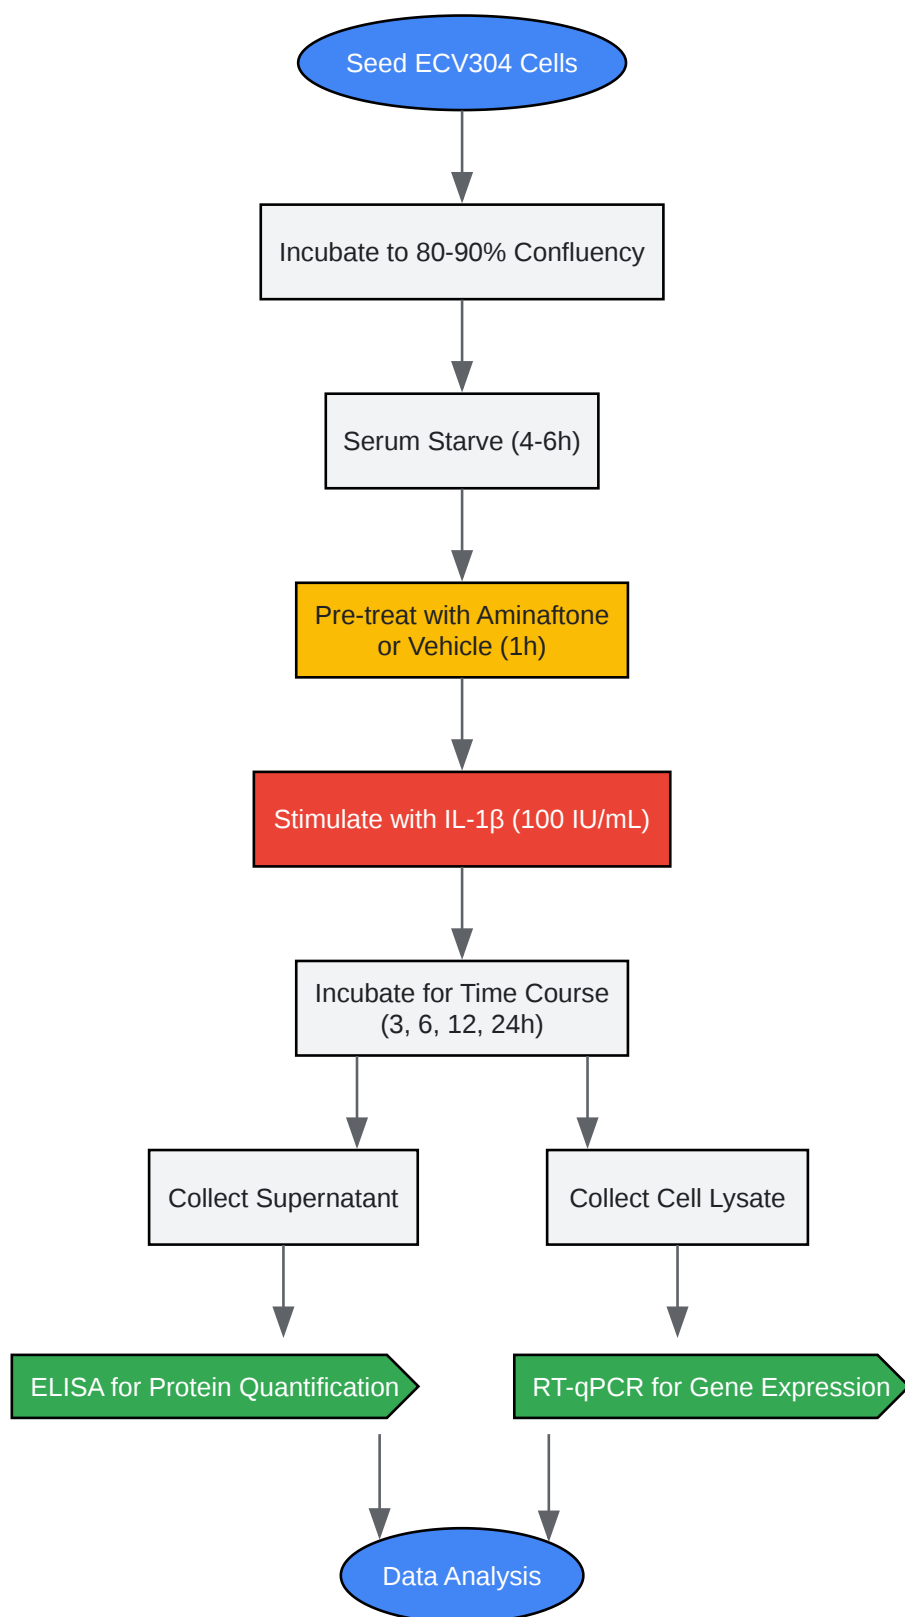 Seed ECV304 Cells
Incubate to 80-90% Confluency
Serum Starve (4-6h)
Pre-treat with Aminaftone
or Vehicle (1h)
Stimulate with IL-1β (100 IU/mL)
Incubate for Time Course
(3, 6, 12, 24h)
Collect Supernatant
Collect Cell Lysate
ELISA for Protein Quantification
RT-qPCR for Gene Expression
Data Analysis